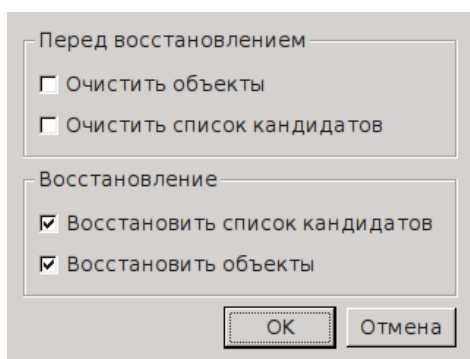 Перед восстановлением
Очистить объекты
Очистить список кандидатов
Восстановление
Восстановить список кандидатов
Восстановить объекты
OK Отмена